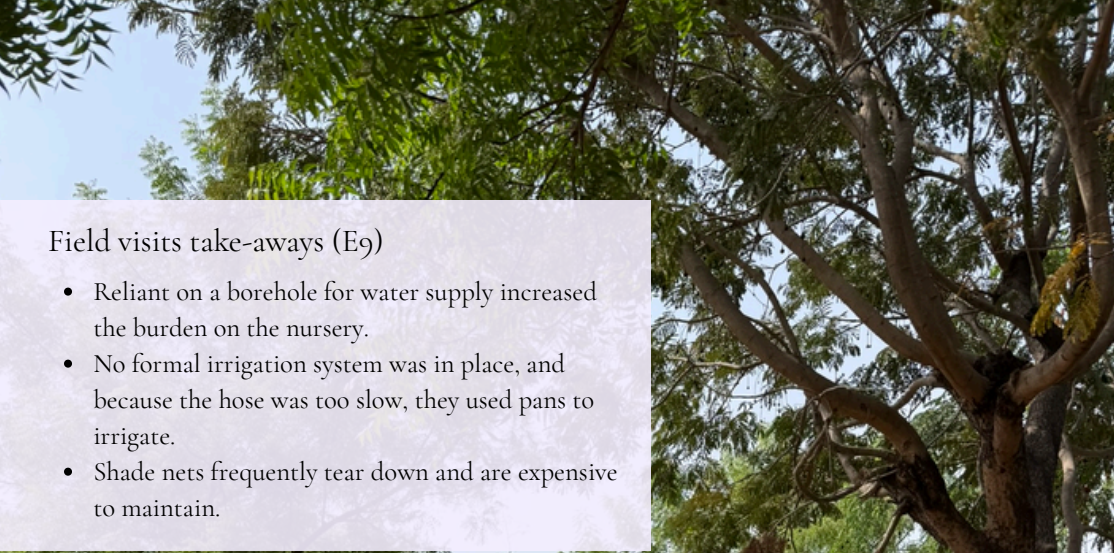 Field visits take-aways (E9)
• Reliant on a borehole for water supply increased
the burden on the nursery.
• No formal irrigation system was in place, and
because the hose was too slow, they used pans to
irrigate.
• Shade nets frequently tear down and are expensive
to maintain.